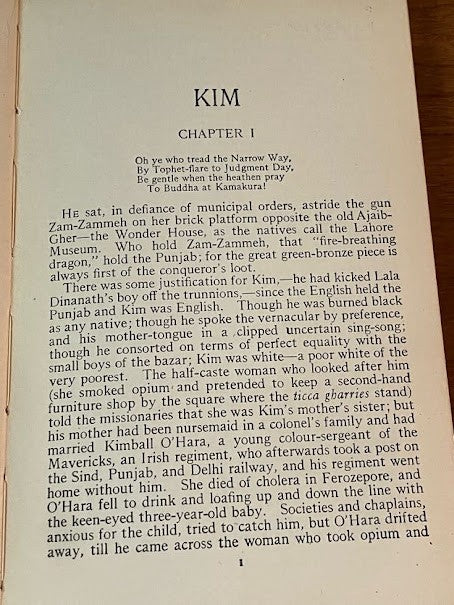 KIM
CHAPTER I
Oh ye who tread the Narrow Way,
By Tophet-flare to Judgment Day,
Be gentle when the heathen pray
To Buddha at Kamakura!
He sat, in defiance of municipal orders, astride the gun
Zam-Zammeh on her brick platform opposite the old Ajaib-
Gher—the Wonder House, as the natives call the Lahore
Museum. Who hold Zam-Zammeh, that “fire-breathing
dragon,” hold the Punjab; for the great green-bronze piece is
always first of the conqueror's loot.
There was some justification for Kim,—he had kicked Lala
Dinanath's boy off the trunnions,—since the English held the
Punjab and Kim was English. Though he was burned black
as any native; though he spoke the vernacular by preference,
and his mother-tongue in a clipped uncertain sing-song;
though he consorted on terms of perfect equality with the
small boys of the bazar; Kim was white—a poor white of the
very poorest. The half-caste woman who looked after him
(she smoked opium and pretended to keep a second-hand
furniture shop by the square where the ticca gharries stand)
told the missionaries that she was Kim's mother's sister; but
his mother had been nursemaid in a colonel's family and had
married Kimball O'Hara, a young colour-sergeant of the
Mavericks, an Irish regiment, who afterwards took a post on
the Sind, Punjab, and Delhi railway, and his regiment went
home without him. She died of cholera in Ferozepore, and
O'Hara fell to drink and loafing up and down the line with
the keen-eyed three-year-old baby. Societies and chaplains,
anxious for the child, tried to catch him, but O'Hara drifted
away, till he came across the woman who took opium and
1